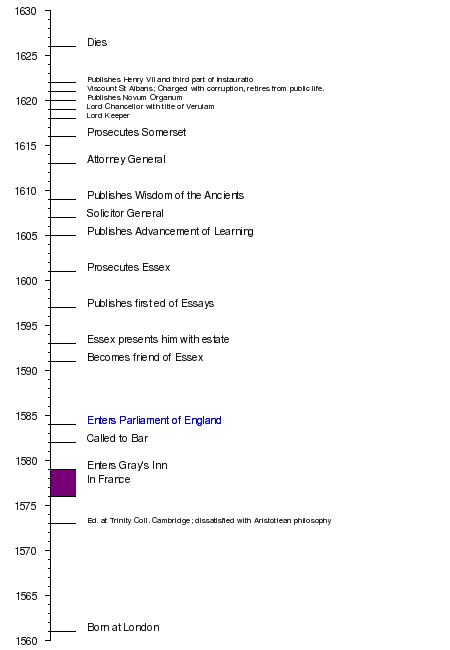 1630
Dies
1625
Publishes Henry VII and third part of Instauratio
Viscount St Albans; Charged with corruption, retires from public life.
1620
Publishes Novum Organum
Lord Chancellor with title of Verulam
Lord Keeper
Prosecutes Somerset
1615
Attorney General
1610
Publishes Wisdom of the Ancients
Solicitor General
1605
Publishes Advancement of Learning
Prosecutes Essex
1600
Publishes first ed of Essays
1595
Essex presents him with estate
Becomes friend of Essex
1590
1585
Enters Parliament of England
Called to Bar
1580
Enters Gray's Inn
In France
1575
Ed. at Trinity Coll. Cambridge; dissatisfied with Aristotlean philosophy
1570
1565
Born at London
1560